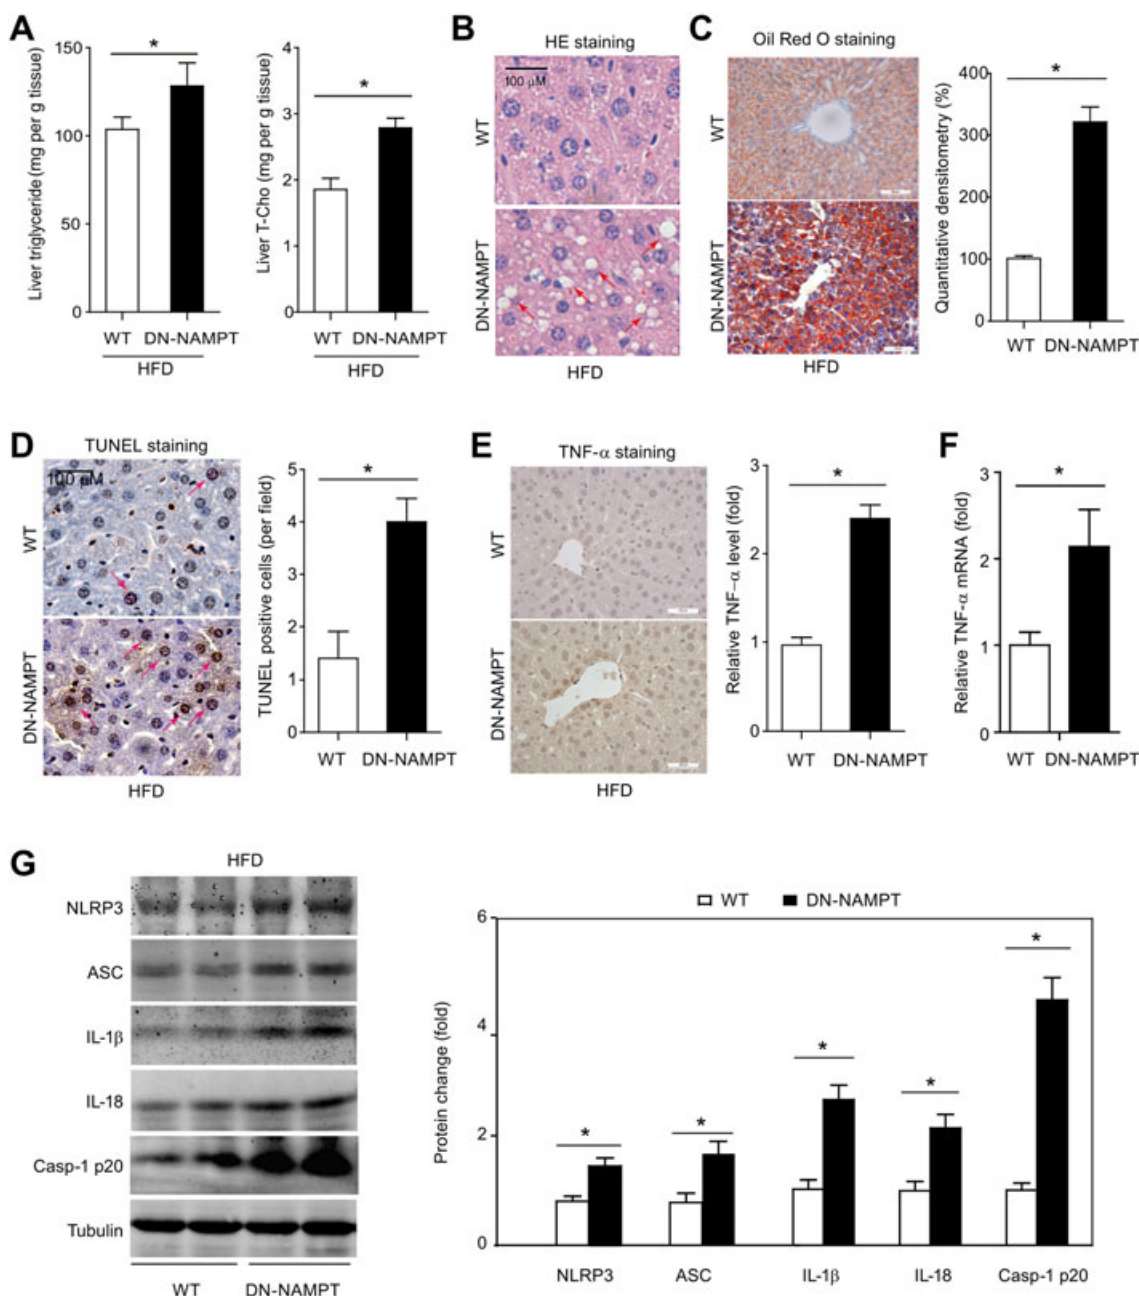 A
150
100
50
0
Liver triglyceride (mg per g tissue)
*
WT DN-NAMPT
HFD
4
3
2
1
0
Liver T-Cho (mg per g tissue)
*
WT DN-NAMPT
HFD
B
HE staining
100 µM
WT
DN-NAMPT
HFD
C
Oil Red O staining
WT
DN-NAMPT
HFD
400
300
200
100
0
Quantitative densitometry (%)
*
WT DN-NAMPT
D
TUNEL staining
100 µM
WT
DN-NAMPT
HFD
5
4
2
1
0
TUNEL positive cells (per field)
*
WT DN-NAMPT
E
TNF-α staining
WT
DN-NAMPT
HFD
3
2
1
0
Relative TNF-α level (fold)
*
WT DN-NAMPT
F
3
2
1
0
Relative TNF-α mRNA (fold)
*
WT DN-NAMPT
G
HFD
NLRP3
ASC
IL-1β
IL-18
Casp-1 p20
Tubulin
WT DN-NAMPT
WT DN-NAMPT
6
4
2
0
Protein change (fold)
* * * * *
NLRP3 ASC IL-1β IL-18 Casp-1 p20